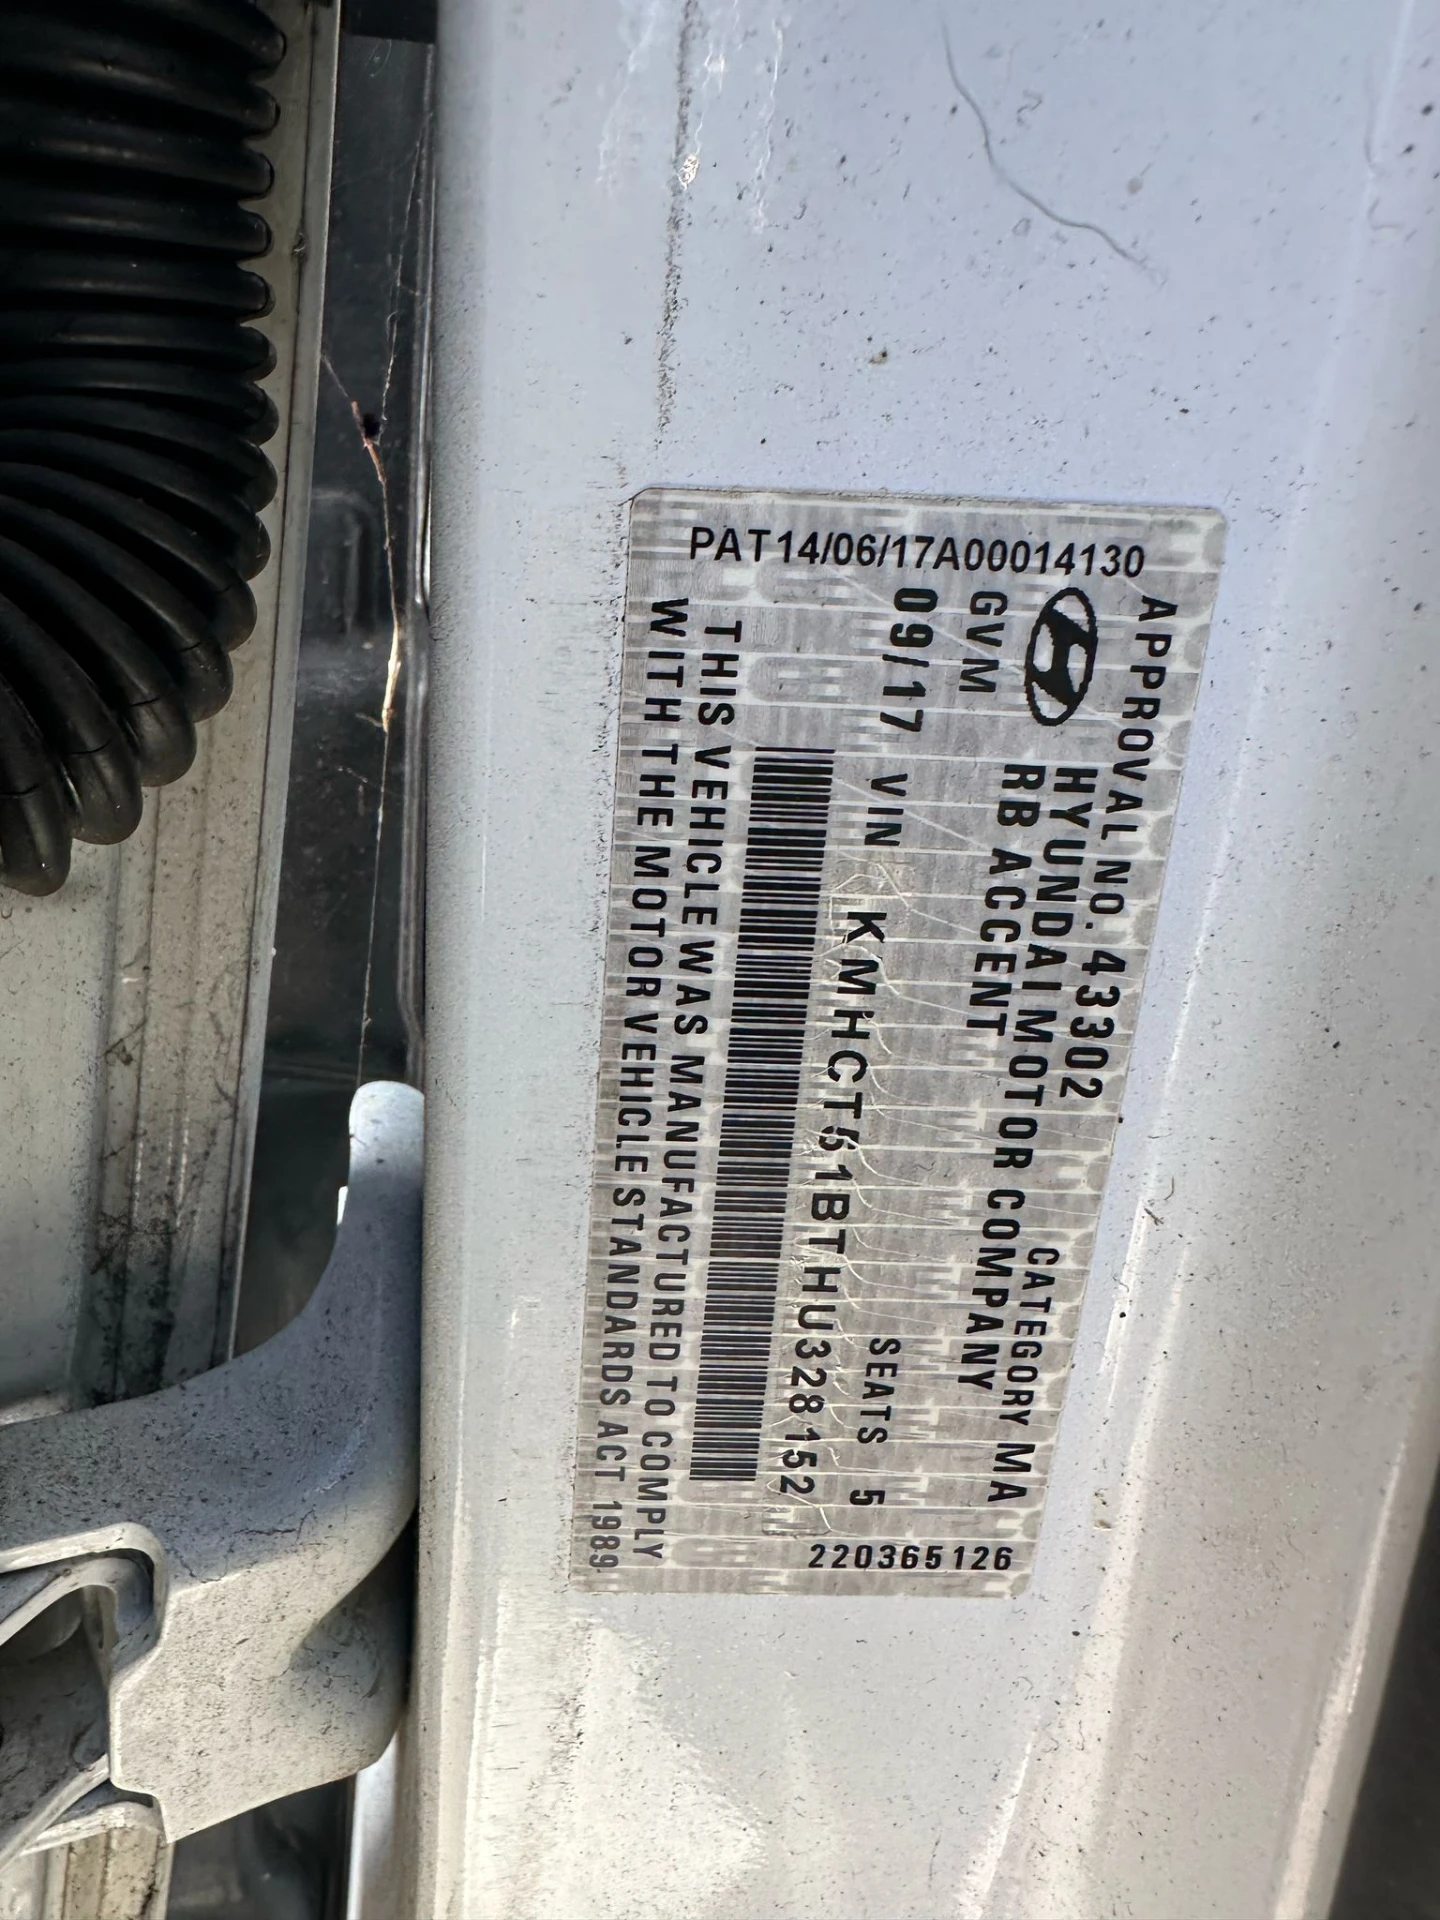 PAT14/06/17A00014130
APPROVAL NO. 43302 CATEGORY MA
HYUNDAI MOTOR COMPANY
RB ACCENT
GVM
09/17 VIN SEATS 5
KMHCT51BTHU328152
THIS VEHICLE WAS MANUFACTURED TO COMPLY
WITH THE MOTOR VEHICLE STANDARDS ACT 1989
220365126